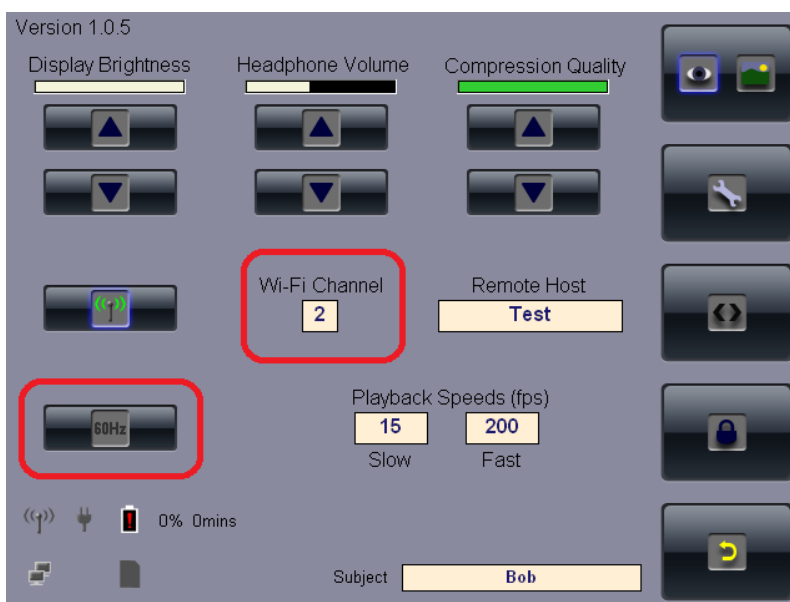 Version 1.0.5
Display Brightness Headphone Volume Compression Quality
Wi-Fi Channel Remote Host
2 Test
60Hz
Playback Speeds (fps)
15 200
Slow Fast
0% 0mins
Subject Bob